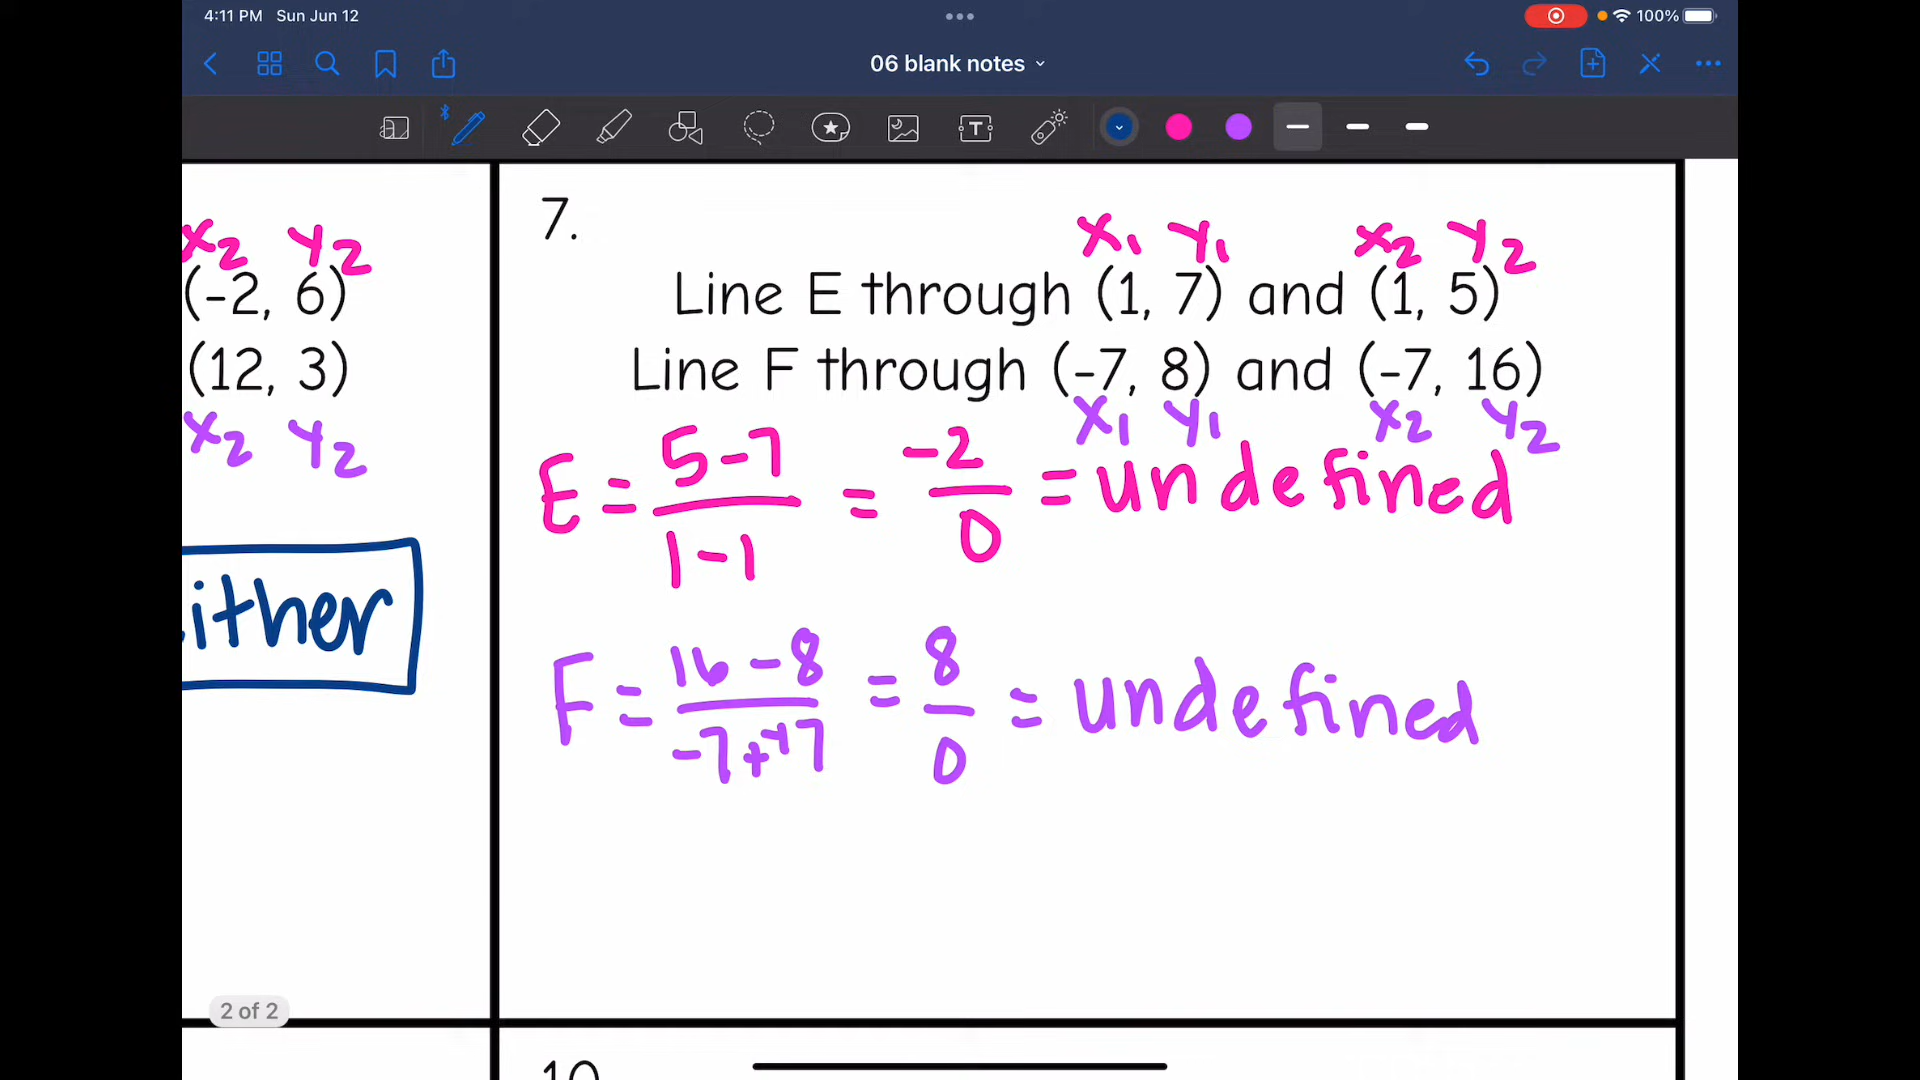 4:11 PM Sun Jun 12
100%
06 blank notes
x2 y2
(-2, 6)
(12, 3)
x2 y2
ither
7.
x1 y1 x2 y2
Line E through (1, 7) and (1, 5)
Line F through (-7, 8) and (-7, 16)
x1 y1 x2 y2
E = 5-7 / 1-1 = -2 / 0 = undefined
F = 16-8 / -7++7 = 8 / 0 = undefined
2 of 2
10